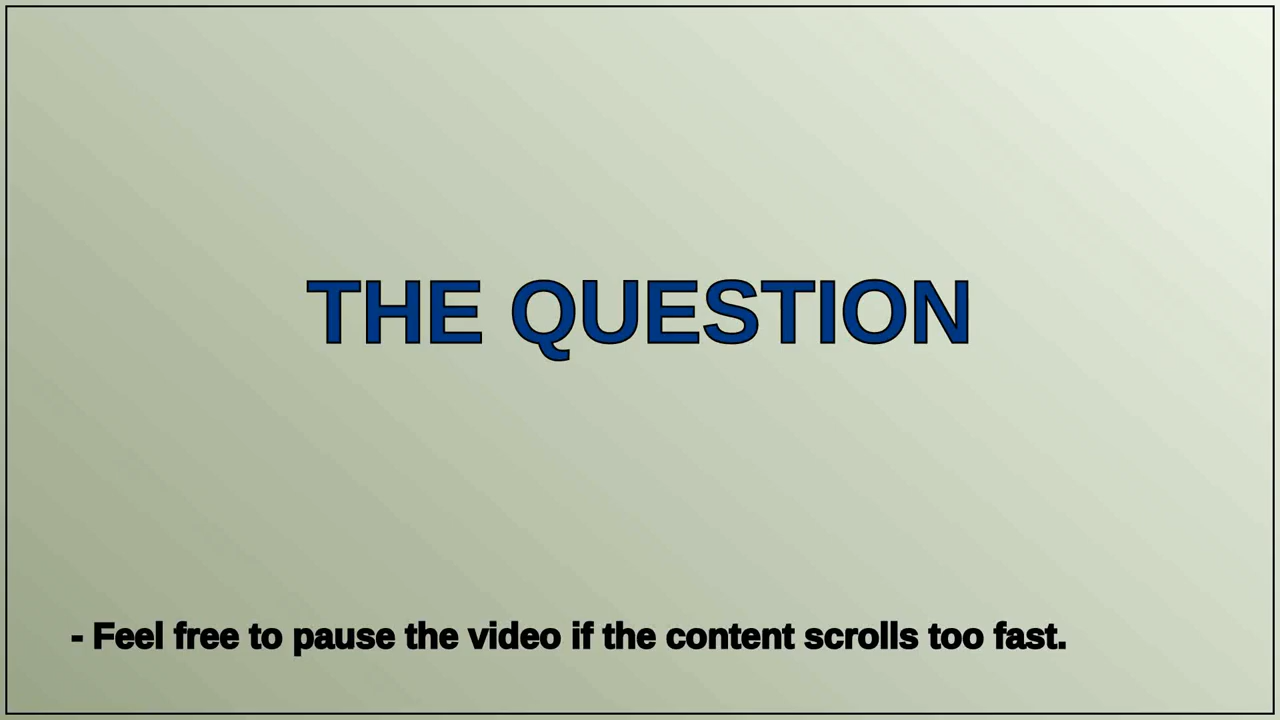 THE QUESTION
- Feel free to pause the video if the content scrolls too fast.